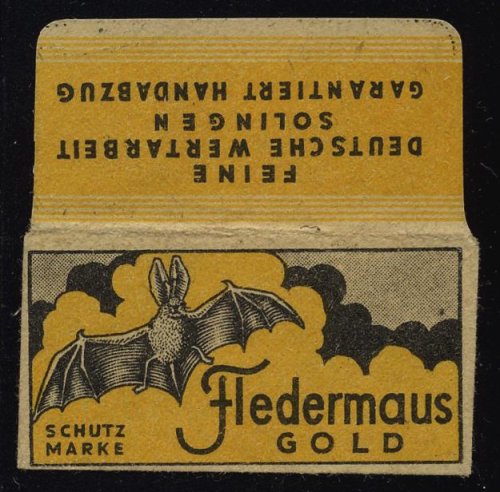 FEINE
DEUTSCHE WERTARBEIT
SOLINGEN
GARANTIERT HANDABZUG
Fledermaus
GOLD
SCHUTZ
MARKE